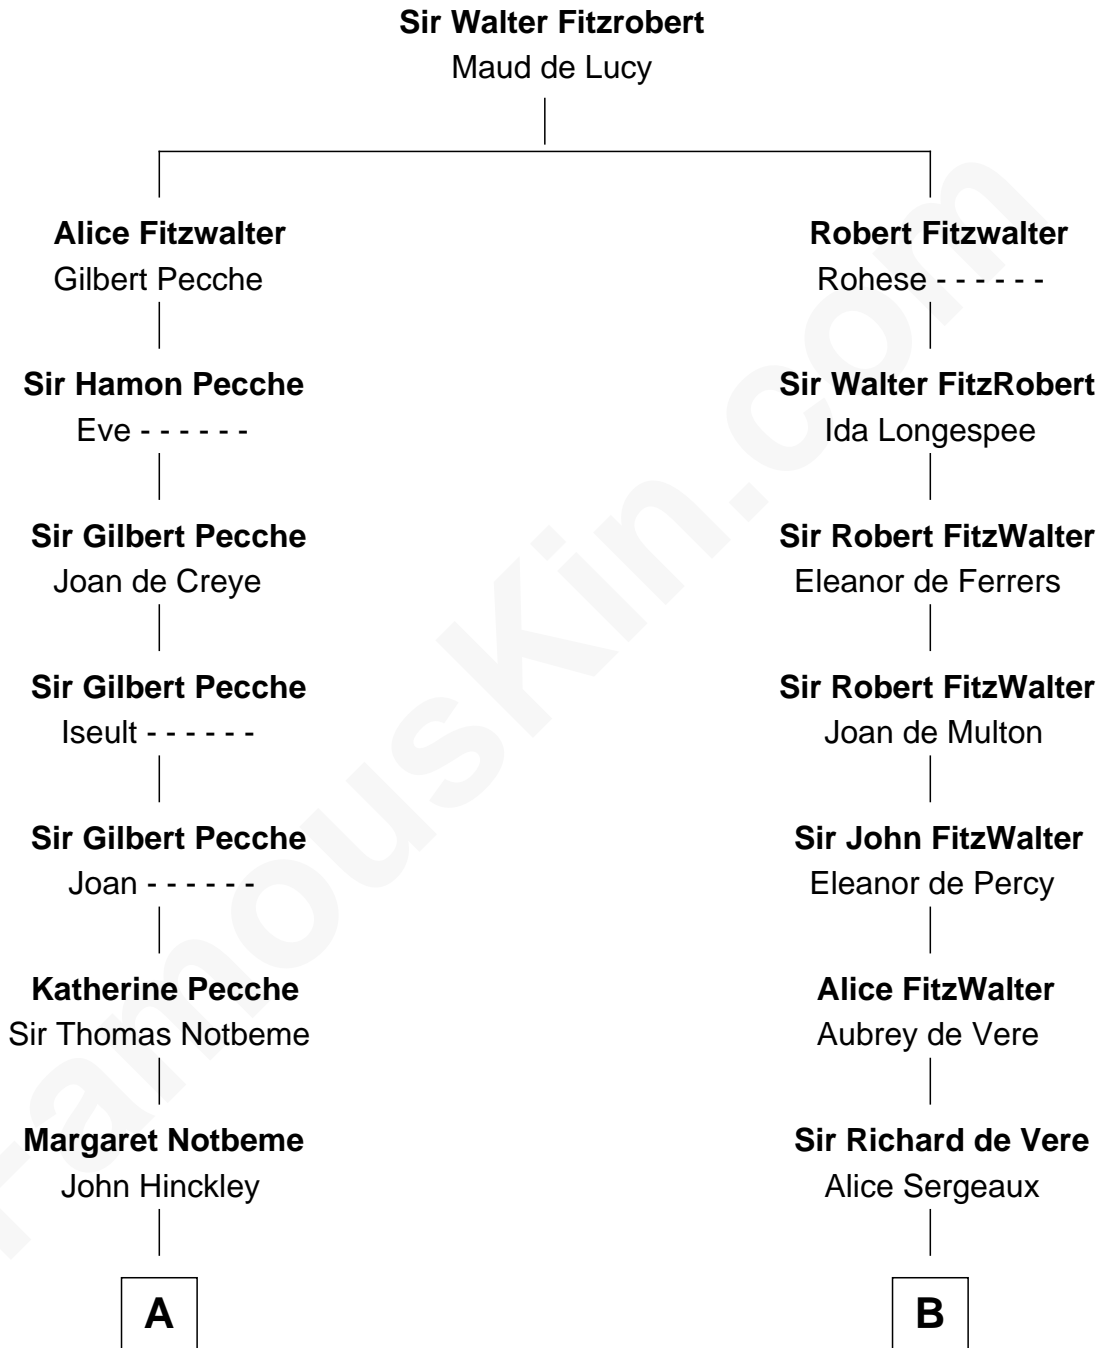 Sir Walter Fitzrobert
Maud de Lucy
Alice Fitzwalter
Gilbert Pecche
Robert Fitzwalter
Rohese - - - - - -
Sir Hamon Pecche
Eve - - - - - -
Sir Walter FitzRobert
Ida Longespee
Sir Gilbert Pecche
Joan de Creye
Sir Robert FitzWalter
Eleanor de Ferrers
Sir Gilbert Pecche
Iseult - - - - - -
Sir Robert FitzWalter
Joan de Multon
Sir Gilbert Pecche
Joan - - - - - -
Sir John FitzWalter
Eleanor de Percy
Katherine Pecche
Sir Thomas Notbeme
Alice FitzWalter
Aubrey de Vere
Margaret Notbeme
John Hinckley
Sir Richard de Vere
Alice Sergeaux
A
B
FamousKin.com